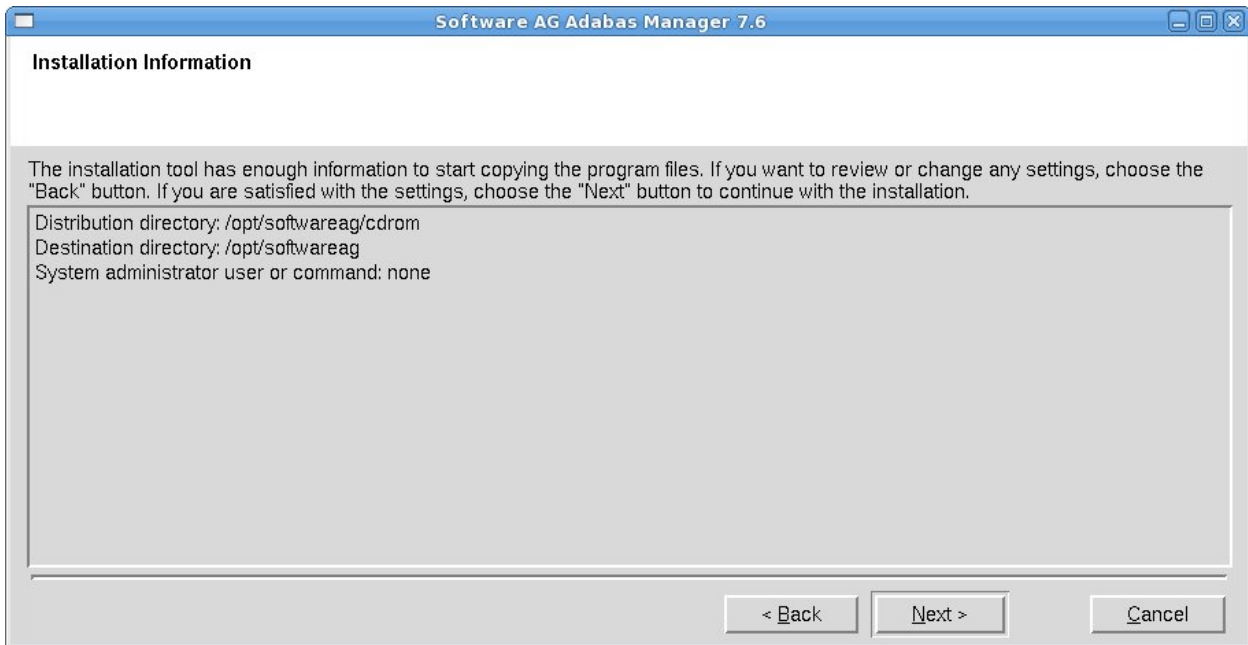 Software AG Adabas Manager 7.6
Installation Information
The installation tool has enough information to start copying the program files. If you want to review or change any settings, choose the
"Back" button. If you are satisfied with the settings, choose the "Next" button to continue with the installation.
Distribution directory: /opt/softwareag/cdrom
Destination directory: /opt/softwareag
System administrator user or command: none
< Back Next > Cancel